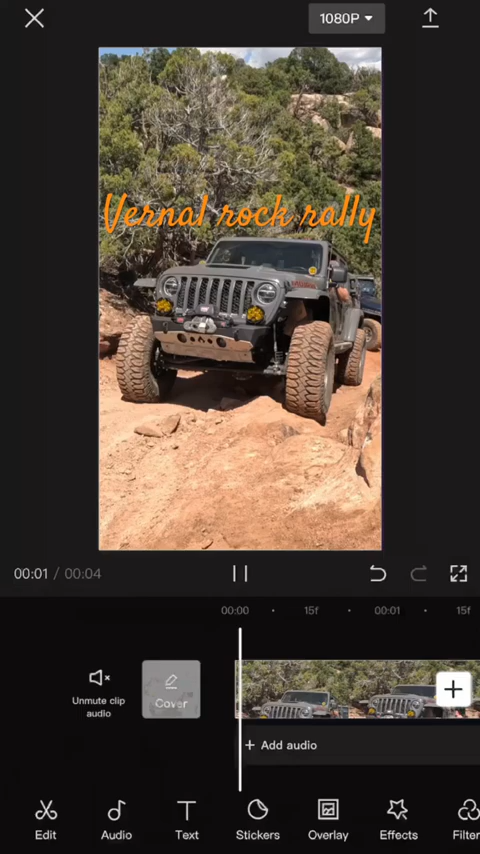 1080P
Vernal rock rally
00:01 / 00:04
00:00
15f
00:01
15f
Unmute clip
audio
Cover
+ Add audio
Edit
Audio
Text
Stickers
Overlay
Effects
Filter